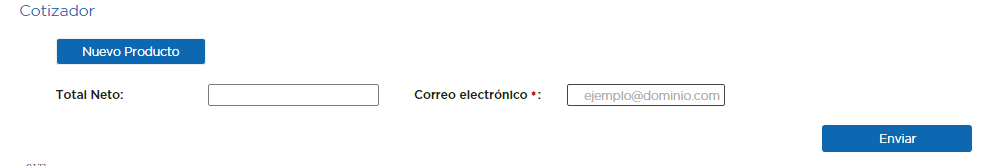 Cotizador
Nuevo Producto
Total Neto:
Correo electrónico *: ejemplo@dominio.com
Enviar